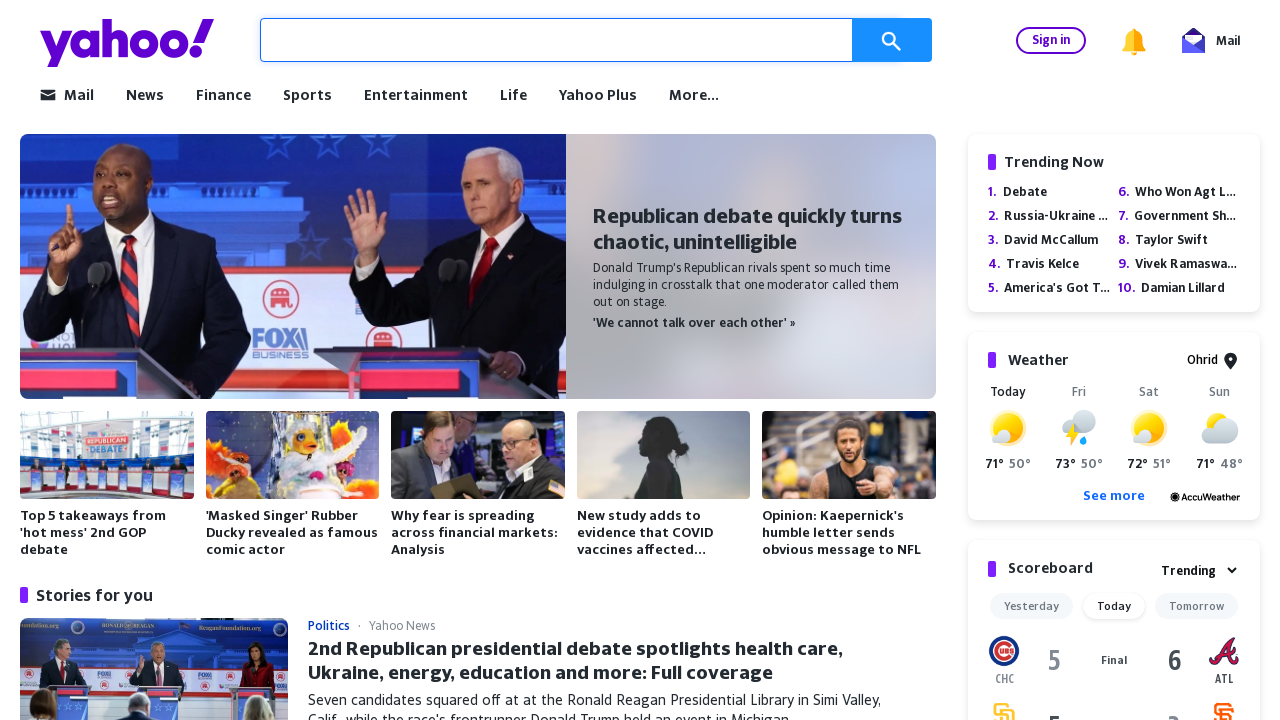 yahoo!
Sign in
Mail
Mail
News
Finance
Sports
Entertainment
Life
Yahoo Plus
More...
FOX
BUSINESS
Republican debate quickly turns
chaotic, unintelligible
Donald Trump's Republican rivals spent so much time
indulging in crosstalk that one moderator called them
out on stage.
'We cannot talk over each other' »
REPUBLICAN
DEBATE
Top 5 takeaways from
'hot mess' 2nd GOP
debate
'Masked Singer' Rubber
Ducky revealed as famous
comic actor
Why fear is spreading
across financial markets:
Analysis
New study adds to
evidence that COVID
vaccines affected...
Opinion: Kaepernick's
humble letter sends
obvious message to NFL
Stories for you
ReaganFoundation.org
Politics · Yahoo News
2nd Republican presidential debate spotlights health care,
Ukraine, energy, education and more: Full coverage
Seven candidates squared off at at the Ronald Reagan Presidential Library in Simi Valley,
Calif., while the race's frontrunner Donald Trump held an event in Michigan.
Trending Now
1. Debate
2. Russia-Ukraine ...
3. David McCallum
4. Travis Kelce
5. America's Got T...
6. Who Won Agt L...
7. Government Sh...
8. Taylor Swift
9. Vivek Ramaswa...
10. Damian Lillard
Weather
Ohrid
Today Fri Sat Sun
71° 50° 73° 50° 72° 51° 71° 48°
See more
AccuWeather
Scoreboard
Trending
Yesterday Today Tomorrow
CUBS
CHC
5
Final
6
A
ATL